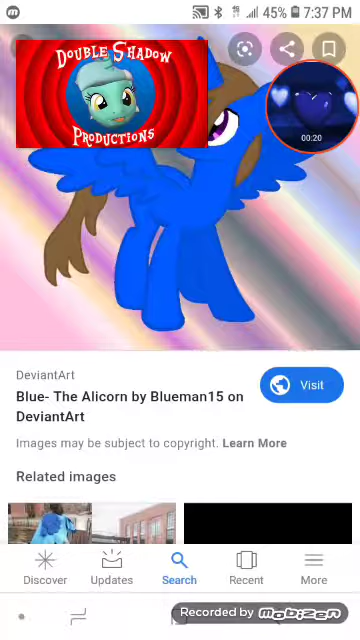 45% 7:37 PM
DOUBLE SHADOW
PRODUCTIONS
00:20
DeviantArt
Blue- The Alicorn by Blueman15 on
DeviantArt
Visit
Images may be subject to copyright. Learn More
Related images
Discover Updates Search Recent More
Recorded by mobizen